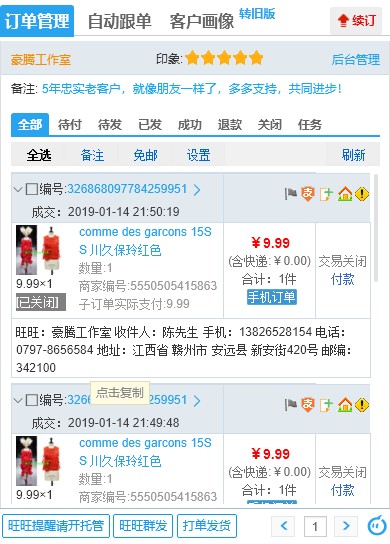 订单管理 自动跟单 客户画像 转旧版 续订
豪腾工作室 印象: 后台管理
备注: 5年忠实老客户，就像朋友一样了，多多支持，共同进步！
全部 待付 待发 已发 成功 退款 关闭 任务
全选 备注 免邮 设置 刷新
编号:326868097784259951
成交：2019-01-14 21:50:19
comme des garcons 15S
S 川久保玲红色
数量:1
商家编号:5550505415863
子订单实际支付:9.99
9.99×1
[已关闭]
￥9.99
(含快递:￥0.00)
合计：1件
手机订单
交易关闭
付款
旺旺：豪腾工作室 收件人：陈先生 手机：13826528154 电话：
0797-8656584 地址：江西省 赣州市 安远县 新安街420号 邮编：
342100
点击复制
编号:3268 4259951
成交：2019-01-14 21:49:48
comme des garcons 15S
S 川久保玲红色
数量:1
商家编号:5550505415863
9.99×1
￥9.99
(含快递:￥0.00)
合计：1件
交易关闭
付款
旺旺提醒请开托管 旺旺群发 打单发货 < 1 >